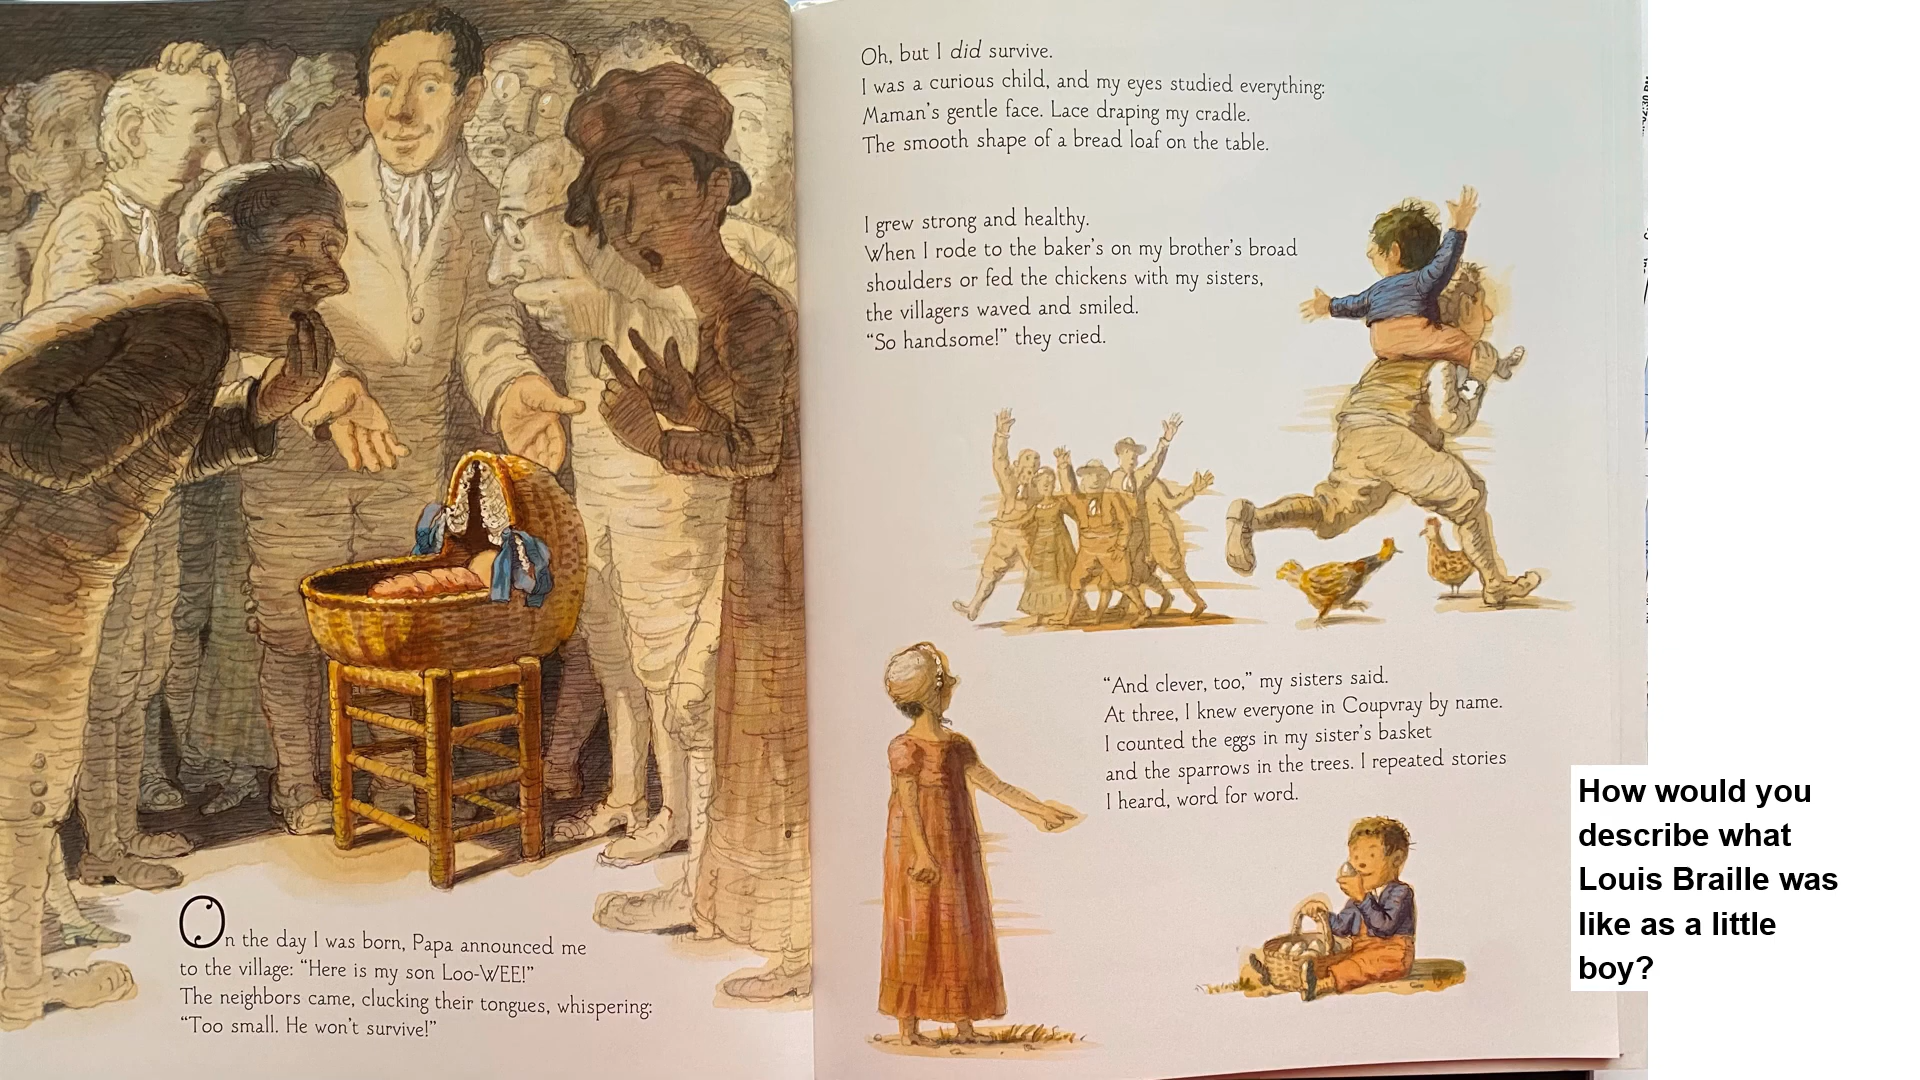 On the day I was born, Papa announced me
to the village: “Here is my son Loo-WEE!”
The neighbors came, clucking their tongues, whispering:
“Too small. He won’t survive!”
Oh, but I did survive.
I was a curious child, and my eyes studied everything:
Maman’s gentle face. Lace draping my cradle.
The smooth shape of a bread loaf on the table.
I grew strong and healthy.
When I rode to the baker’s on my brother’s broad
shoulders or fed the chickens with my sisters,
the villagers waved and smiled.
“So handsome!” they cried.
“And clever, too,” my sisters said.
At three, I knew everyone in Coupvray by name.
I counted the eggs in my sister’s basket
and the sparrows in the trees. I repeated stories
I heard, word for word.
How would you
describe what
Louis Braille was
like as a little
boy?